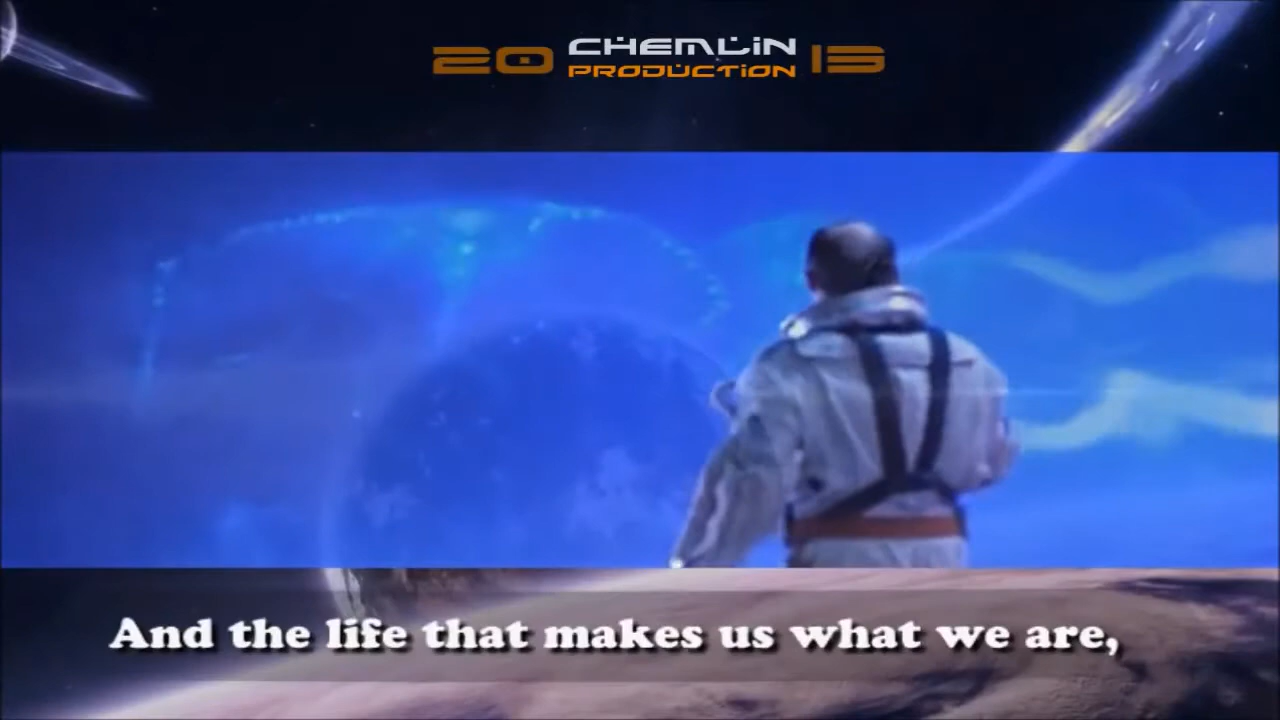 20 CHEMLIN 13
PRODUCTION
And the life that makes us what we are,